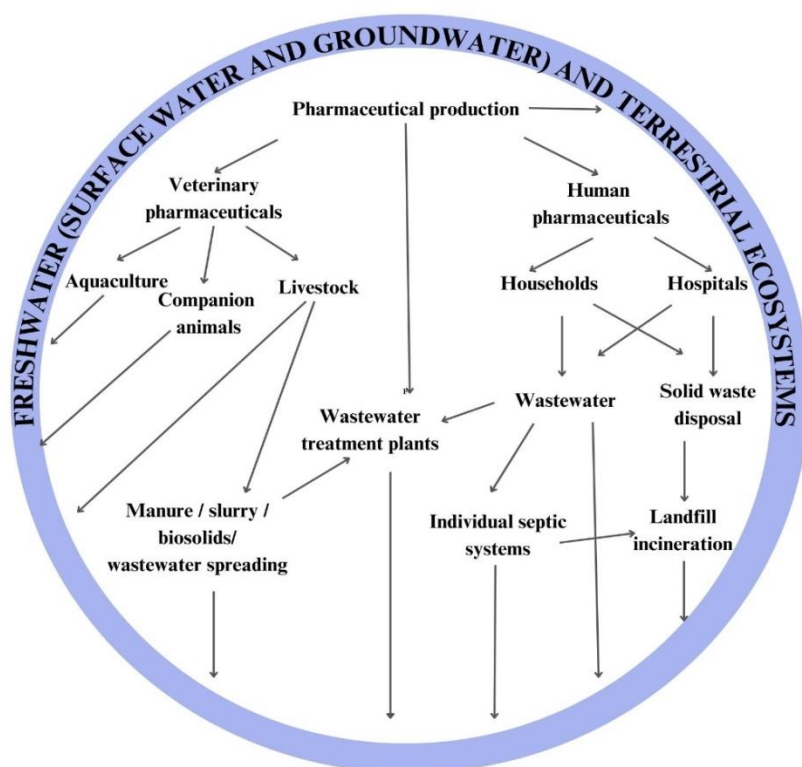 FRESHWATER (SURFACE WATER AND GROUNDWATER) AND TERRESTRIAL ECOSYSTEMS
Pharmaceutical production
Veterinary
pharmaceuticals
Human
pharmaceuticals
Aquaculture
Companion
animals
Livestock
Households
Hospitals
Wastewater
treatment plants
Wastewater
Solid waste
disposal
Manure / slurry /
biosolids/
wastewater spreading
Individual septic
systems
Landfill
incineration